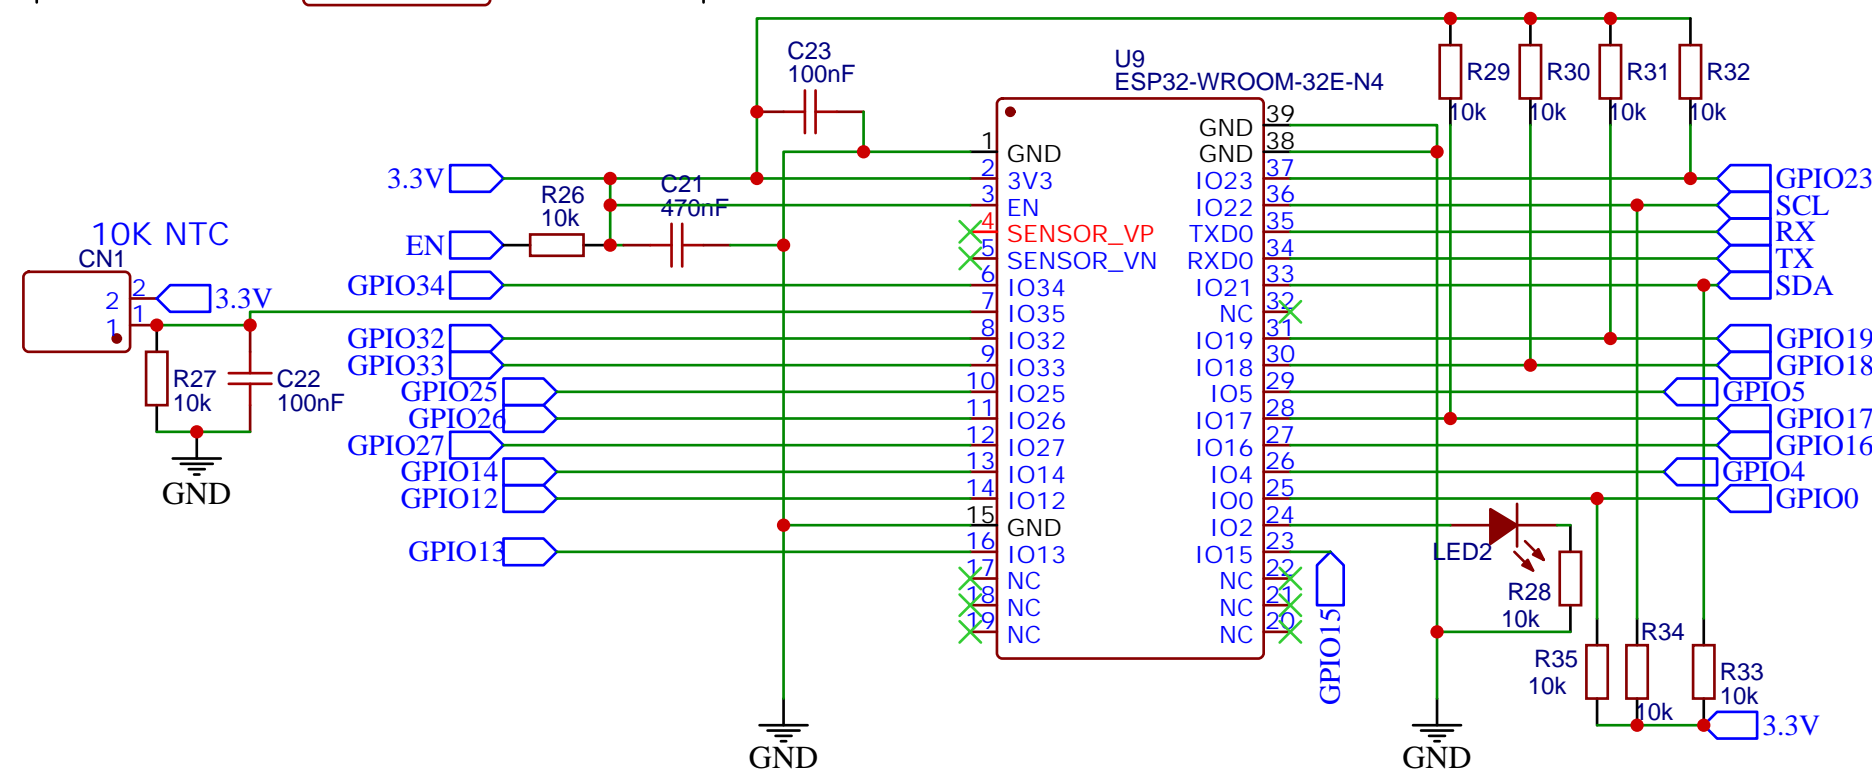 C23
100nF
U9
ESP32-WROOM-32E-N4
R29
10k
R30
10k
R31
10k
R32
10k
3.3V
EN
R26
10k
C21
470nF
10K NTC
CN1
2
1
2
1
3.3V
R27
10k
C22
100nF
GND
GPIO34
GPIO32
GPIO33
GPIO25
GPIO26
GPIO27
GPIO14
GPIO12
GPIO13
1 GND
2 3V3
3 EN
4 SENSOR_VP
5 SENSOR_VN
6 IO34
7 IO35
8 IO32
9 IO33
10 IO25
11 IO26
12 IO27
13 IO14
14 IO12
15 GND
16 IO13
17 NC
18 NC
19 NC
GND 39
GND 38
IO23 37
IO22 36
TXD0 35
RXD0 34
IO21 33
NC 32
IO19 31
IO18 30
IO5 29
IO17 28
IO16 27
IO4 26
IO0 25
IO2 24
IO15 23
NC 22
NC 21
NC 20
GPIO23
SCL
RX
TX
SDA
GPIO19
GPIO18
GPIO5
GPIO17
GPIO16
GPIO4
GPIO0
GPIO15
LED2
R28
10k
R35
10k
R34
10k
R33
10k
3.3V
GND
GND